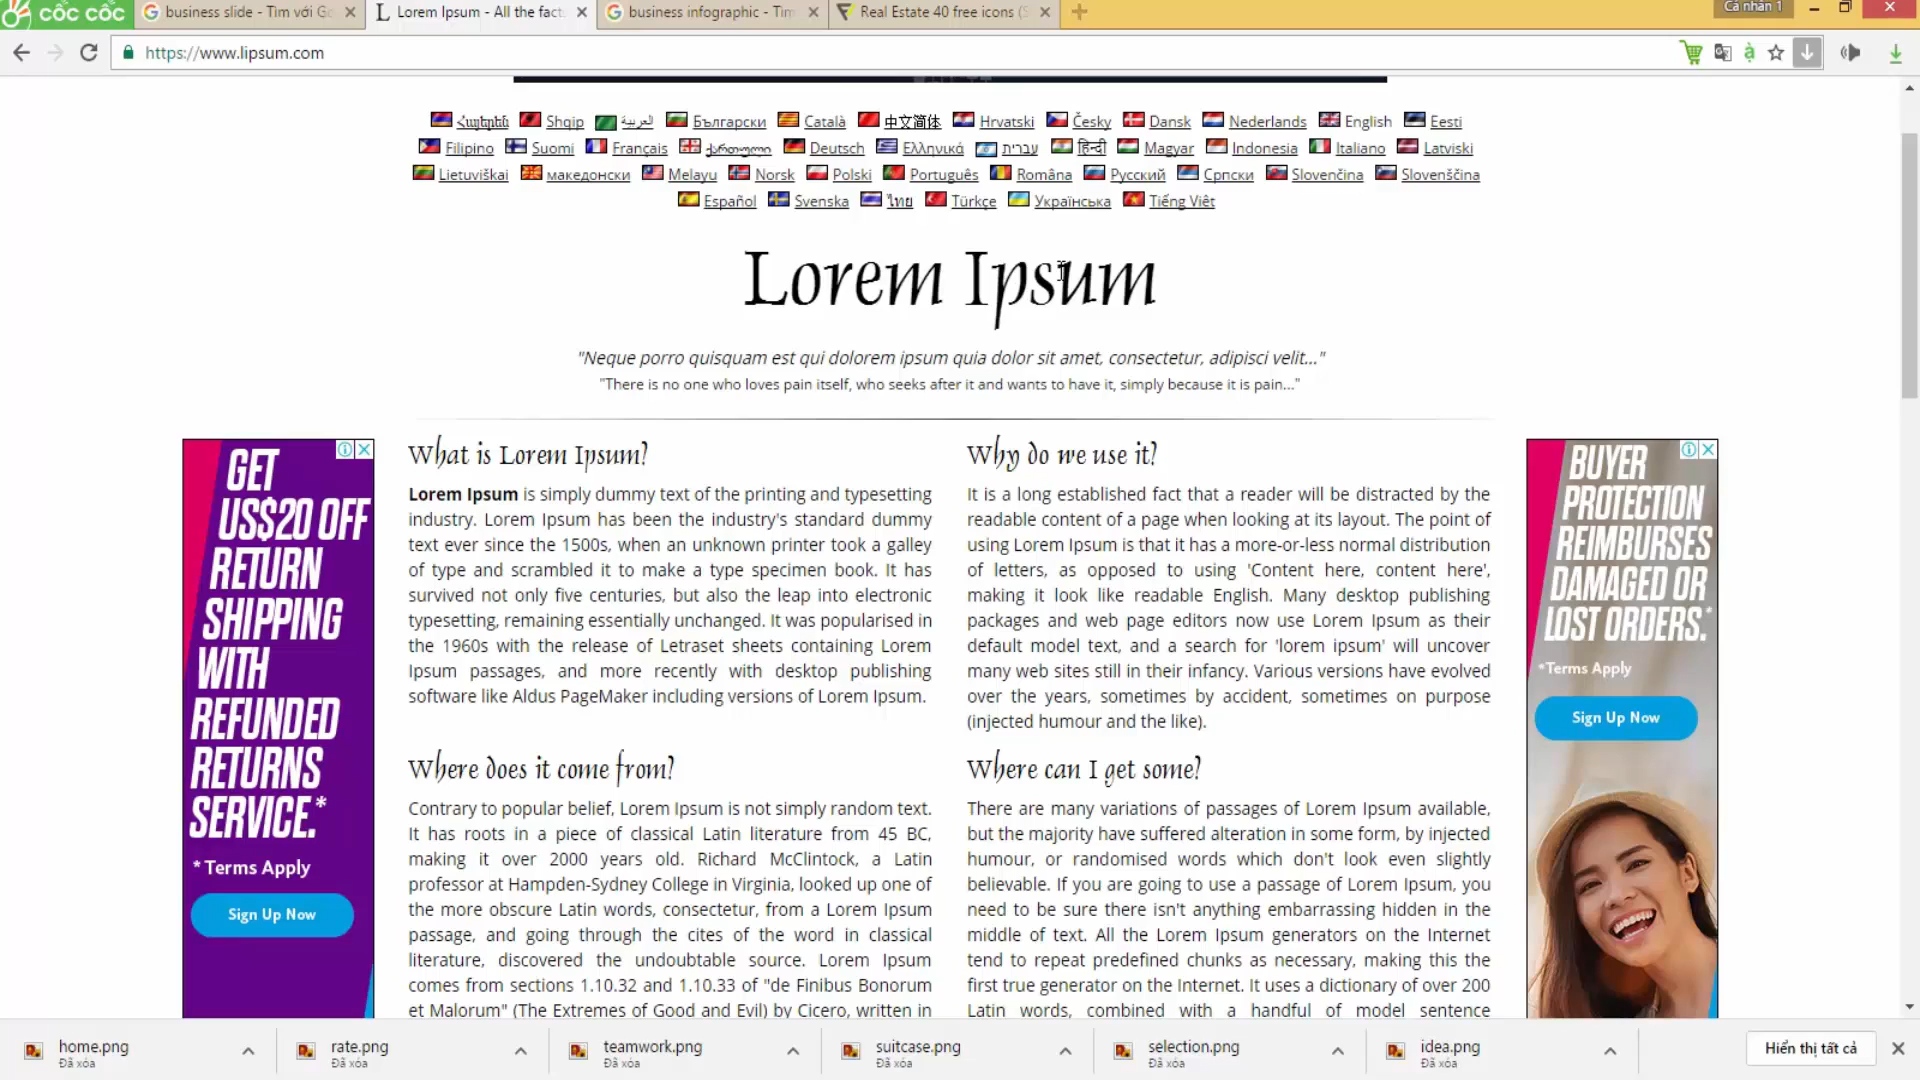 cốc cốc
business slide - Tìm với Go
Lorem Ipsum - All the fact
business infographic - Tìm
Real Estate 40 free icons (S
Cá nhân 1
https://www.lipsum.com
Հայերեն Shqip العربية Български Català 中文简体 Hrvatski Česky Dansk Nederlands English Eesti
Filipino Suomi Français ქართული Deutsch Ελληνικά עברית हिन्दी Magyar Indonesia Italiano Latviski
Lietuviškai македонски Melayu Norsk Polski Português Româna Pyccкий Српски Slovenčina Slovenščina
Español Svenska ไทย Türkçe Українська Tiếng Việt
Lorem Ipsum
"Neque porro quisquam est qui dolorem ipsum quia dolor sit amet, consectetur, adipisci velit..."
"There is no one who loves pain itself, who seeks after it and wants to have it, simply because it is pain..."
GET
US$20 OFF
RETURN
SHIPPING
WITH
REFUNDED
RETURNS
SERVICE.*
* Terms Apply
Sign Up Now
What is Lorem Ipsum?
Lorem Ipsum is simply dummy text of the printing and typesetting
industry. Lorem Ipsum has been the industry's standard dummy
text ever since the 1500s, when an unknown printer took a galley
of type and scrambled it to make a type specimen book. It has
survived not only five centuries, but also the leap into electronic
typesetting, remaining essentially unchanged. It was popularised in
the 1960s with the release of Letraset sheets containing Lorem
Ipsum passages, and more recently with desktop publishing
software like Aldus PageMaker including versions of Lorem Ipsum.
Where does it come from?
Contrary to popular belief, Lorem Ipsum is not simply random text.
It has roots in a piece of classical Latin literature from 45 BC,
making it over 2000 years old. Richard McClintock, a Latin
professor at Hampden-Sydney College in Virginia, looked up one of
the more obscure Latin words, consectetur, from a Lorem Ipsum
passage, and going through the cites of the word in classical
literature, discovered the undoubtable source. Lorem Ipsum
comes from sections 1.10.32 and 1.10.33 of "de Finibus Bonorum
et Malorum" (The Extremes of Good and Evil) by Cicero, written in
Why do we use it?
It is a long established fact that a reader will be distracted by the
readable content of a page when looking at its layout. The point of
using Lorem Ipsum is that it has a more-or-less normal distribution
of letters, as opposed to using 'Content here, content here',
making it look like readable English. Many desktop publishing
packages and web page editors now use Lorem Ipsum as their
default model text, and a search for 'lorem ipsum' will uncover
many web sites still in their infancy. Various versions have evolved
over the years, sometimes by accident, sometimes on purpose
(injected humour and the like).
Where can I get some?
There are many variations of passages of Lorem Ipsum available,
but the majority have suffered alteration in some form, by injected
humour, or randomised words which don't look even slightly
believable. If you are going to use a passage of Lorem Ipsum, you
need to be sure there isn't anything embarrassing hidden in the
middle of text. All the Lorem Ipsum generators on the Internet
tend to repeat predefined chunks as necessary, making this the
first true generator on the Internet. It uses a dictionary of over 200
Latin words, combined with a handful of model sentence
BUYER
PROTECTION
REIMBURSES
DAMAGED OR
LOST ORDERS.*
*Terms Apply
Sign Up Now
home.png
Đã xóa
rate.png
Đã xóa
teamwork.png
Đã xóa
suitcase.png
Đã xóa
selection.png
Đã xóa
idea.png
Đã xóa
Hiển thị tất cả